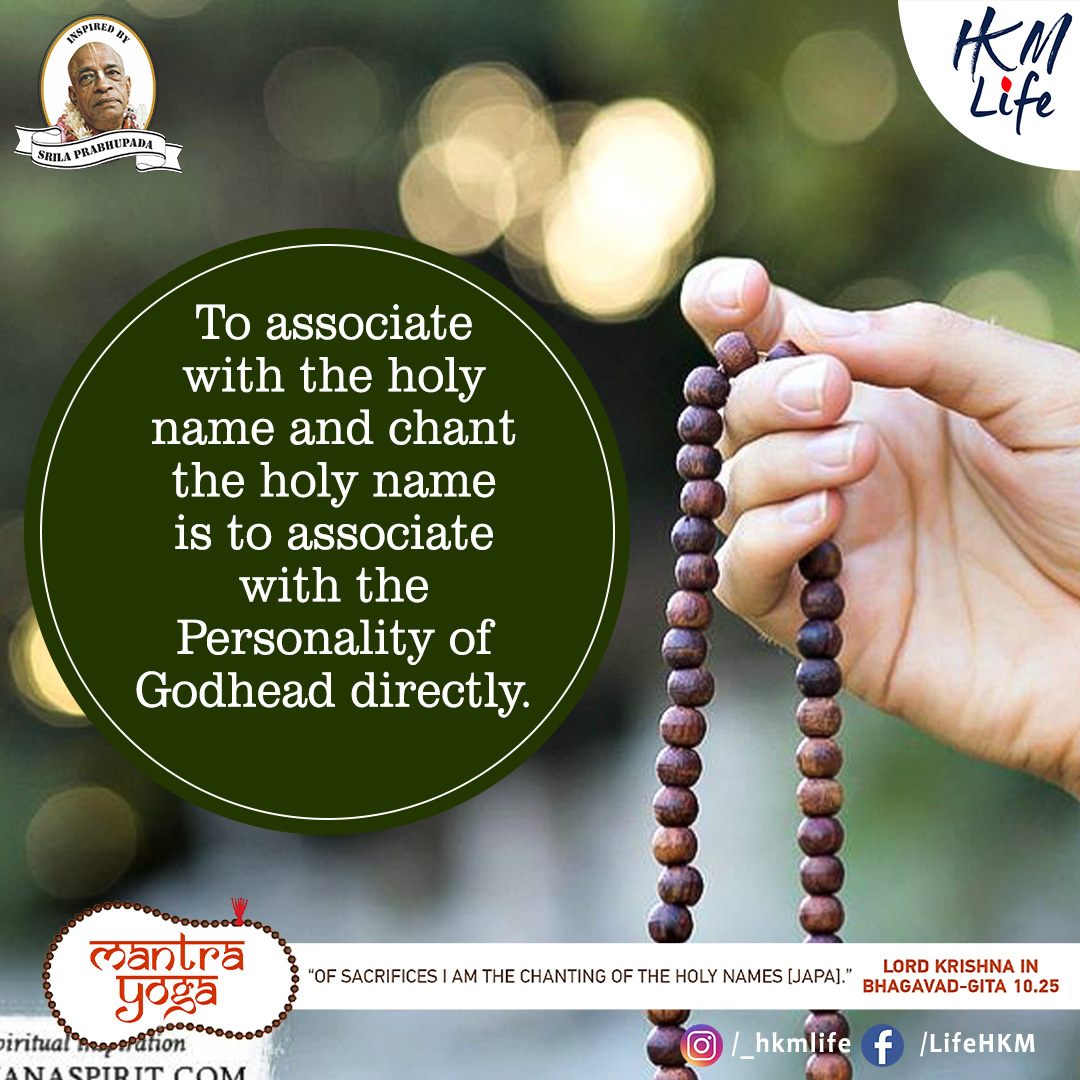 INSPIRED BY
SRILA PRABHUPADA
HKM
Life
To associate
with the holy
name and chant
the holy name
is to associate
with the
Personality of
Godhead directly.
mantra
yoga
"OF SACRIFICES I AM THE CHANTING OF THE HOLY NAMES [JAPA]."
LORD KRISHNA IN
BHAGAVAD-GITA 10.25
/_hkmlife
/LifeHKM